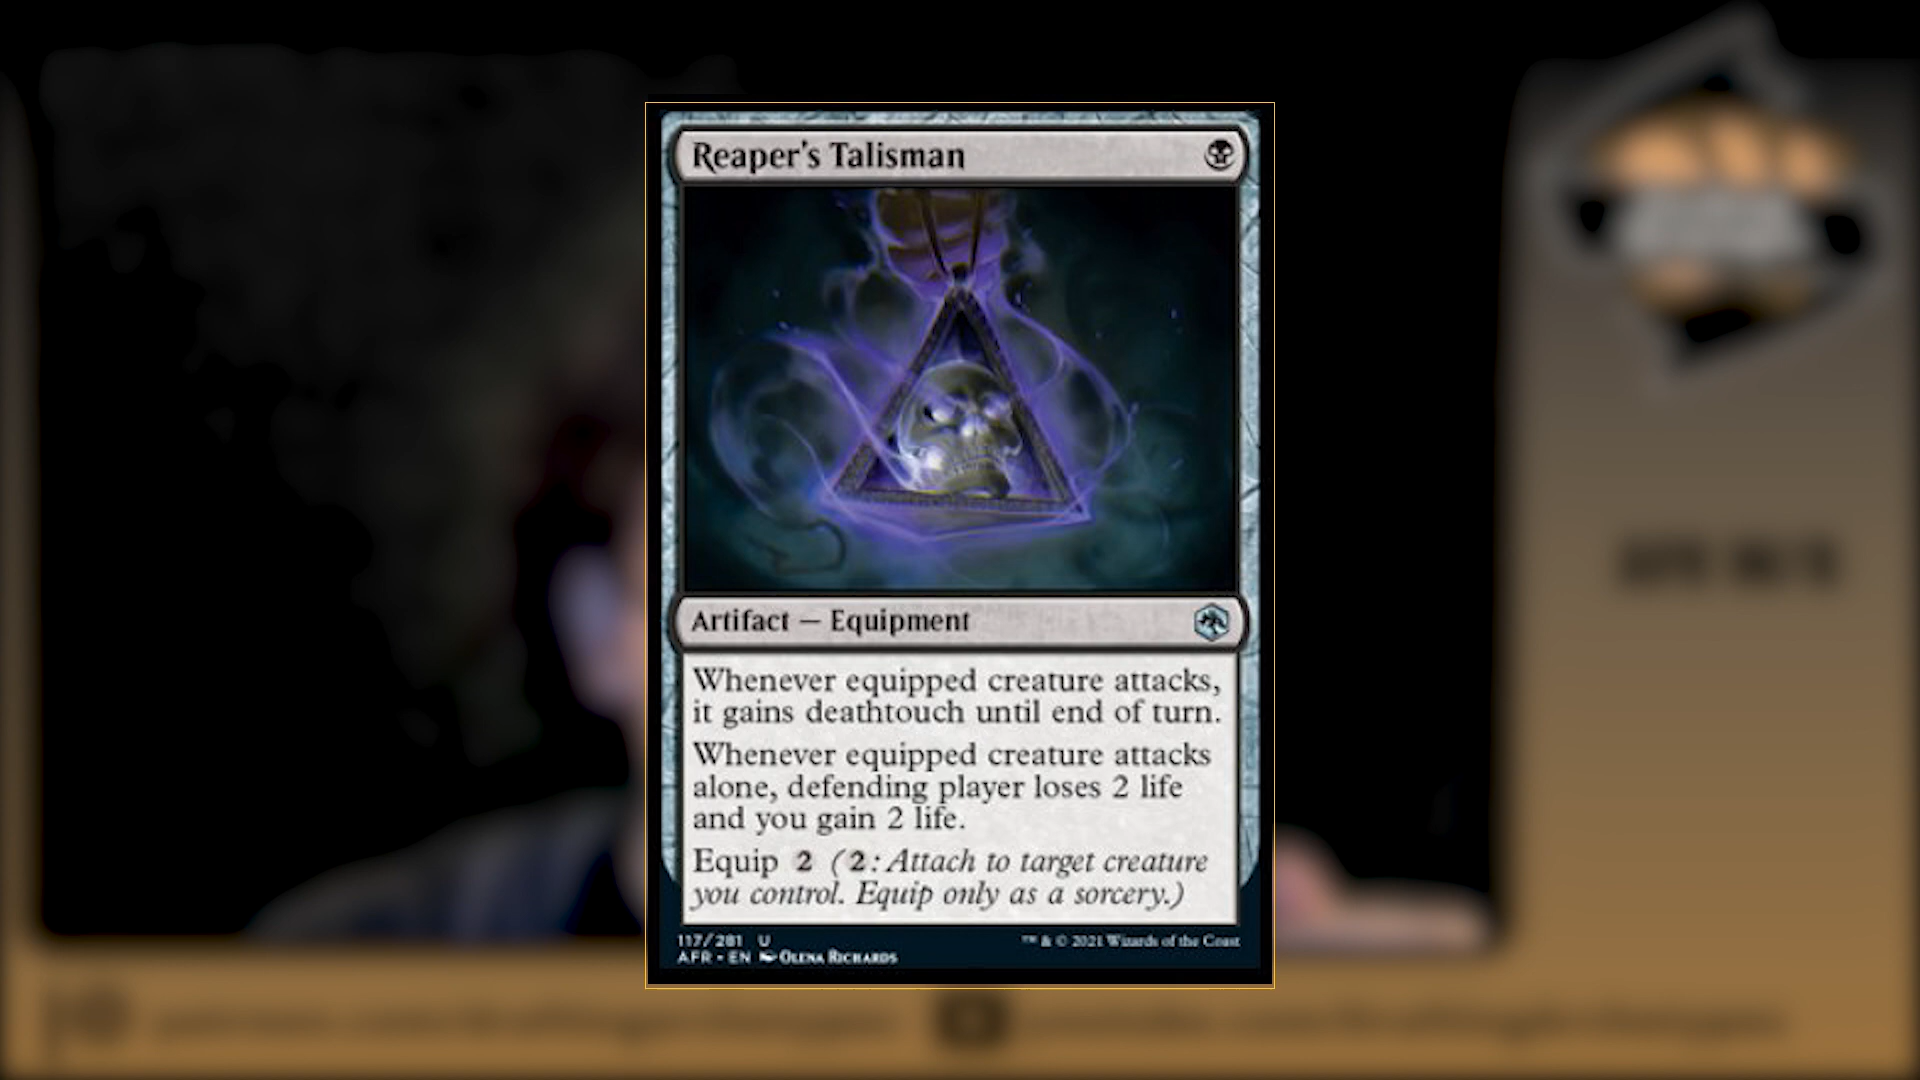 Reaper's Talisman
Artifact — Equipment
Whenever equipped creature attacks,
it gains deathtouch until end of turn.
Whenever equipped creature attacks
alone, defending player loses 2 life
and you gain 2 life.
Equip 2 (2: Attach to target creature
you control. Equip only as a sorcery.)
117/281 U
™ & © 2021 Wizards of the Coast
AFR • EN Olena Richards